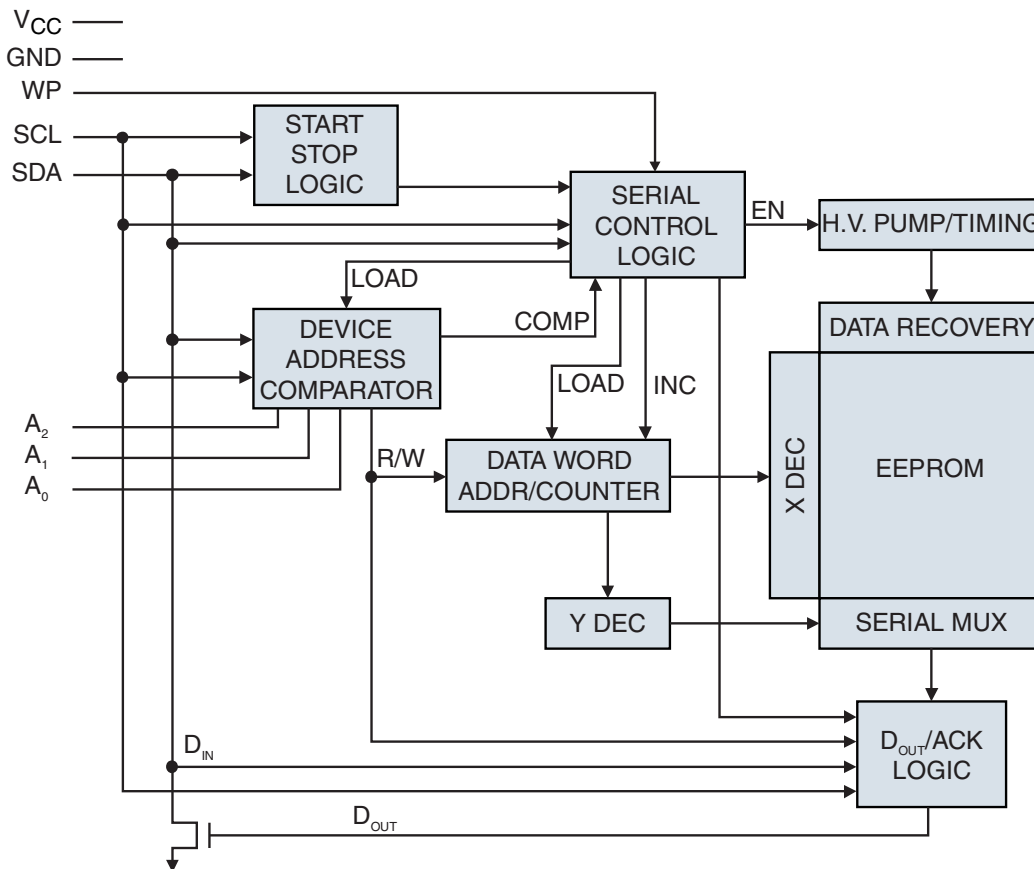 VCC
GND
WP
SCL
SDA
START
STOP
LOGIC
SERIAL
CONTROL
LOGIC
EN
H.V. PUMP/TIMING
LOAD
COMP
DEVICE
ADDRESS
COMPARATOR
LOAD
INC
DATA RECOVERY
A2
A1
A0
R/W
DATA WORD
ADDR/COUNTER
X DEC
EEPROM
Y DEC
SERIAL MUX
DIN
DOUT/ACK
LOGIC
DOUT